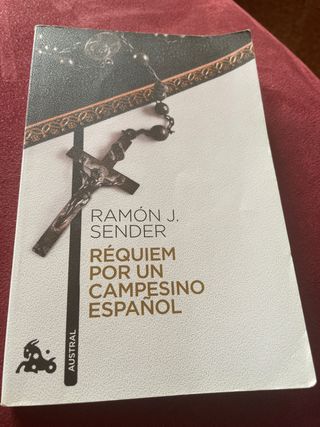 RAMÓN J.
SENDER
RÉQUIEM
POR UN
CAMPESINO
ESPAÑOL
AUSTRAL